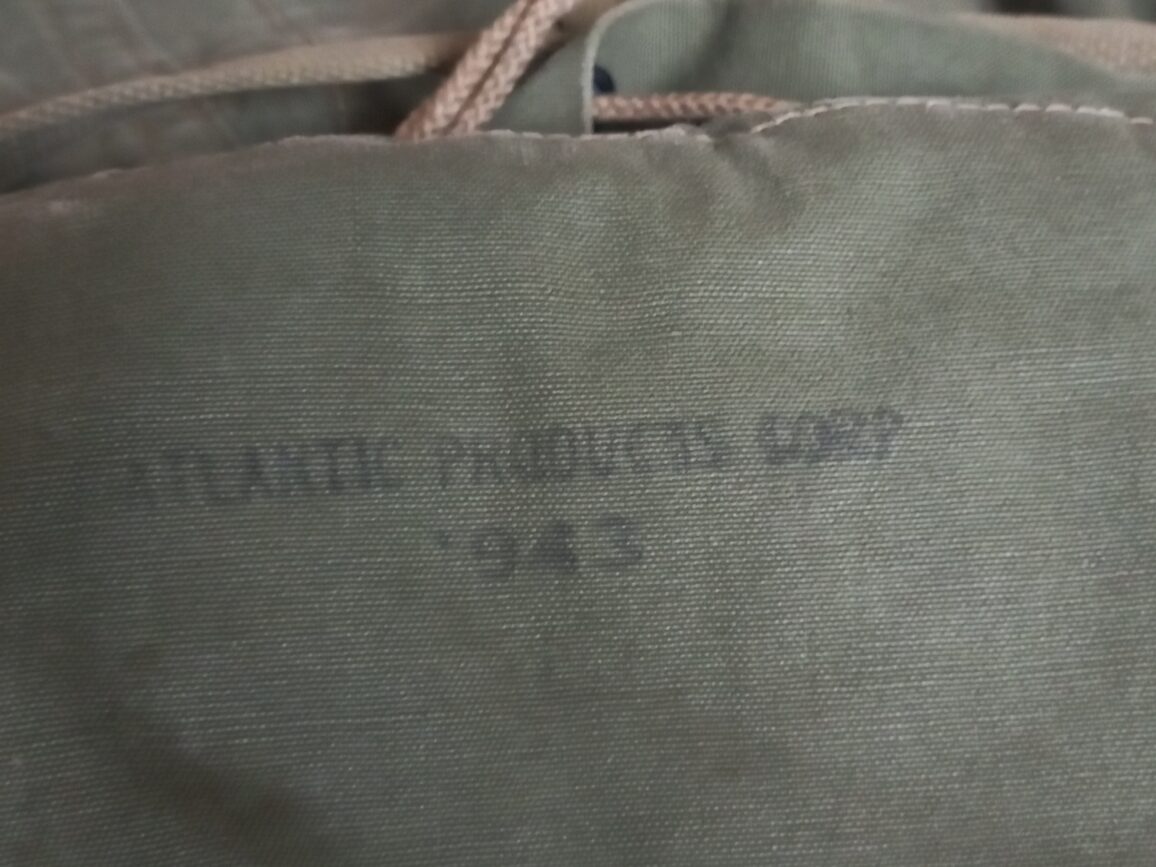 ATLANTIC PRODUCTS CORP
1943